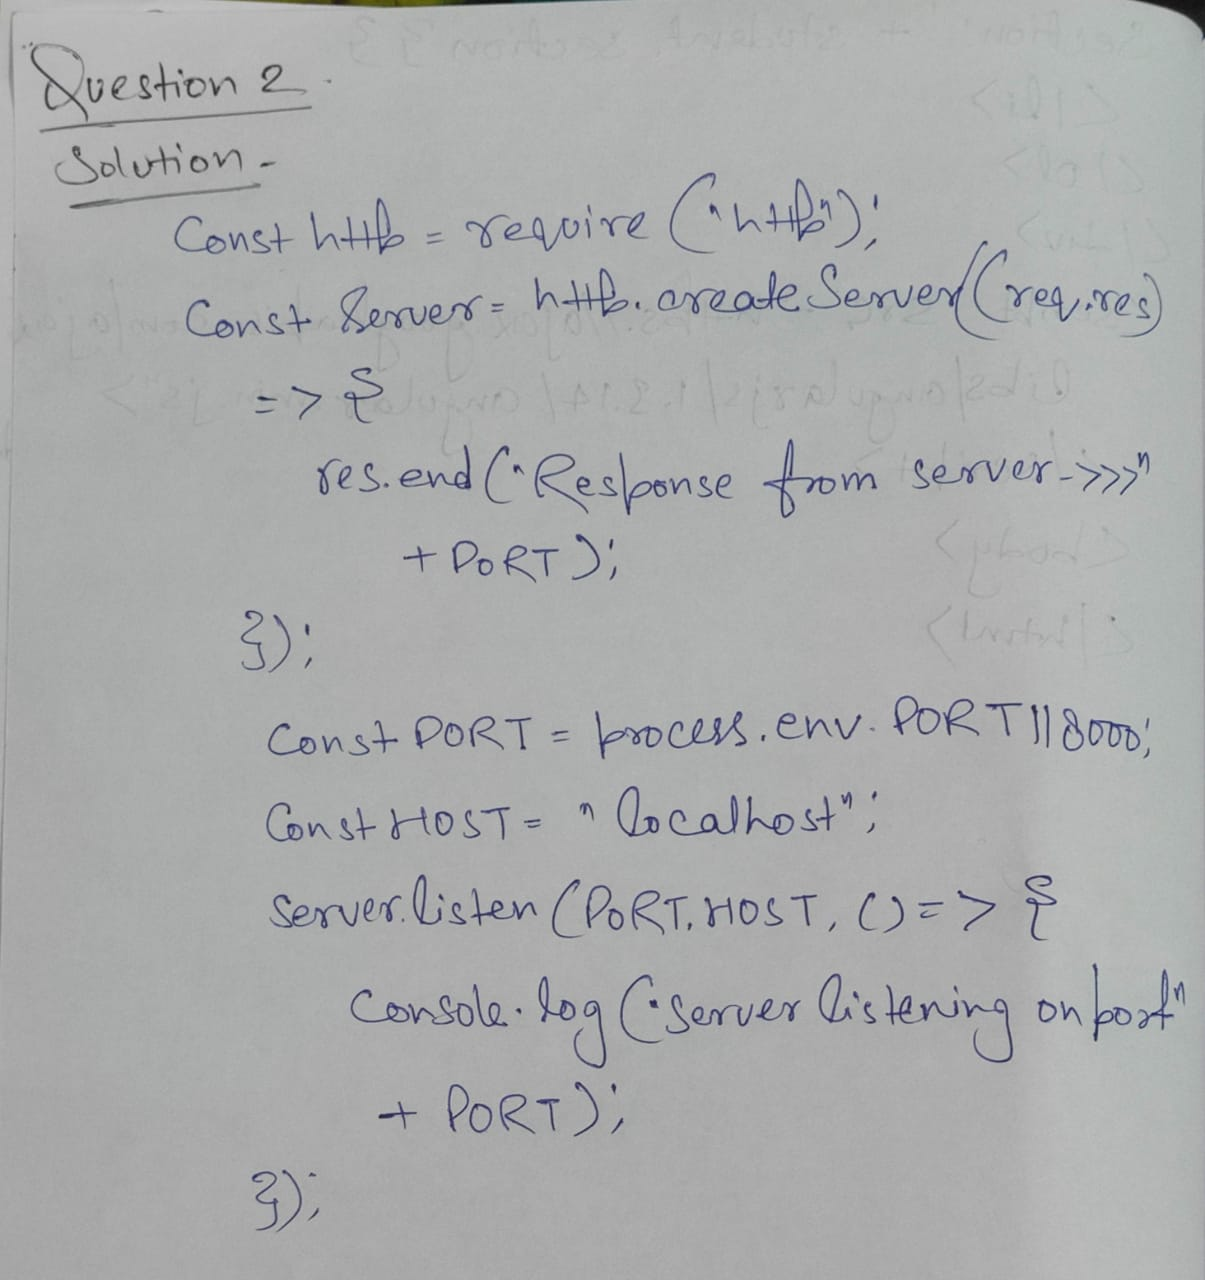 Question 2
Solution -
Const http = require ("http");
Const Server = http. create Server((req.res)
=> {
res.end ("Response from server->>>"
+ PORT);
});
Const PORT = process.env.PORT||8000;
Const HOST = "localhost";
Server.listen (PORT, HOST, () => {
Console.log ("server listening on port"
+ PORT);
});